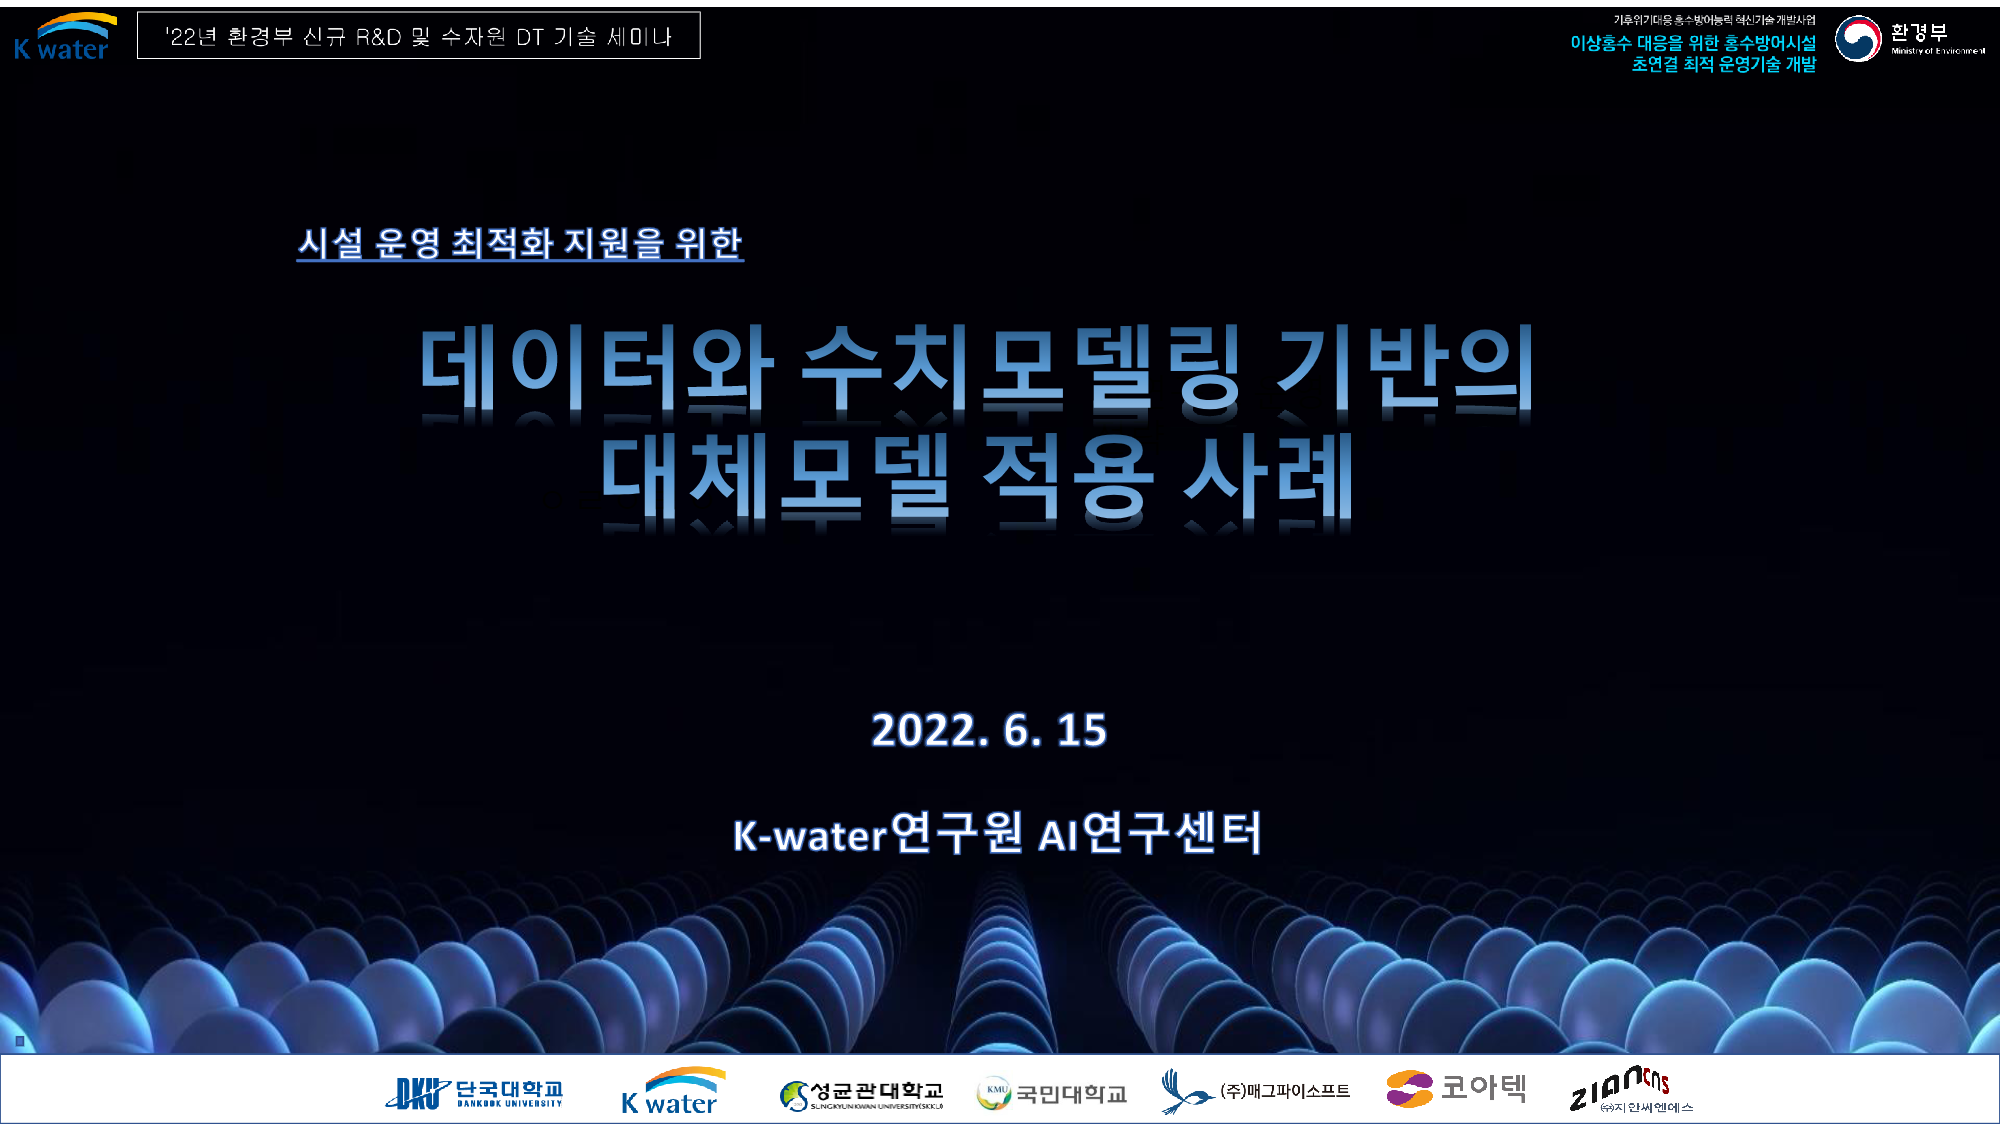 K water
'22년 환경부 신규 R&D 및 수자원 DT 기술 세미나
기후위기대응 홍수방어능력 혁신기술 개발사업
이상홍수 대응을 위한 홍수방어시설
초연결 최적 운영기술 개발
환경부
Ministry of Environment
시설 운영 최적화 지원을 위한
데이터와 수치모델링 기반의
대체모델 적용 사례
2022. 6. 15
K-water연구원 AI연구센터
DKU 단국대학교
DANKOOK UNIVERSITY
K water
성균관대학교
SUNGKYUNKWAN UNIVERSITY(SKKU)
KMU 국민대학교
(주)매그파이소프트
코아텍
ziancns
㈜지안씨엔에스